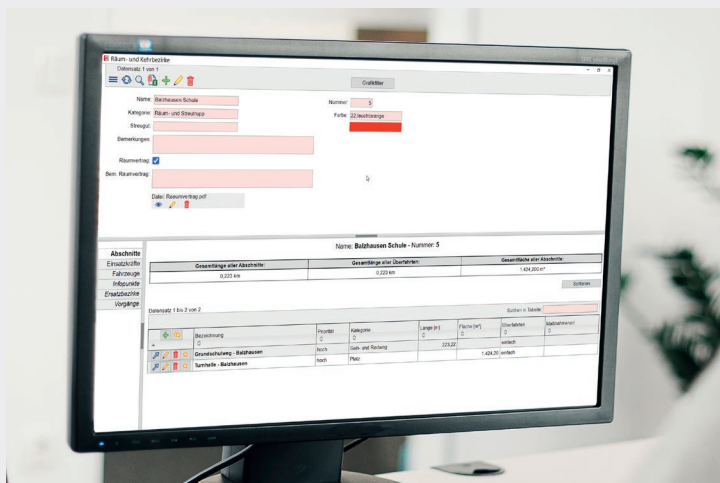 Räum- und Kehrbezirke
Datensatz 1 von 1
Grafikfilter
Name: Balzhausen Schule Nummer: 5
Kategorie: Räum- und Streutrupp Farbe: 22.leuchtorange
Streugut:
Bemerkungen:
Räumvertrag:
Bem. Räumvertrag:
Datei: Raeumvertrag.pdf
Name: Balzhausen Schule - Nummer: 5
Abschnitte
Einsatzkräfte
Fahrzeuge
Infopunkte
Ersatzbezirke
Vorgänge
Gesamtlänge aller Abschnitte: Gesamtlänge aller Überfahrten: Gesamtfläche aller Abschnitte:
0,223 km 0,223 km 1.424,200 m²
Sortieren
Datensatz 1 bis 2 von 2 Suchen in Tabelle:
Bezeichnung Priorität Kategorie Länge [m] Fläche [m²] Überfahrten Maßnahmenart
Grundschulweg - Balzhausen hoch Geh- und Radweg 223,22 einfach
Turnhalle - Balzhausen hoch Platz 1.424,20 einfach